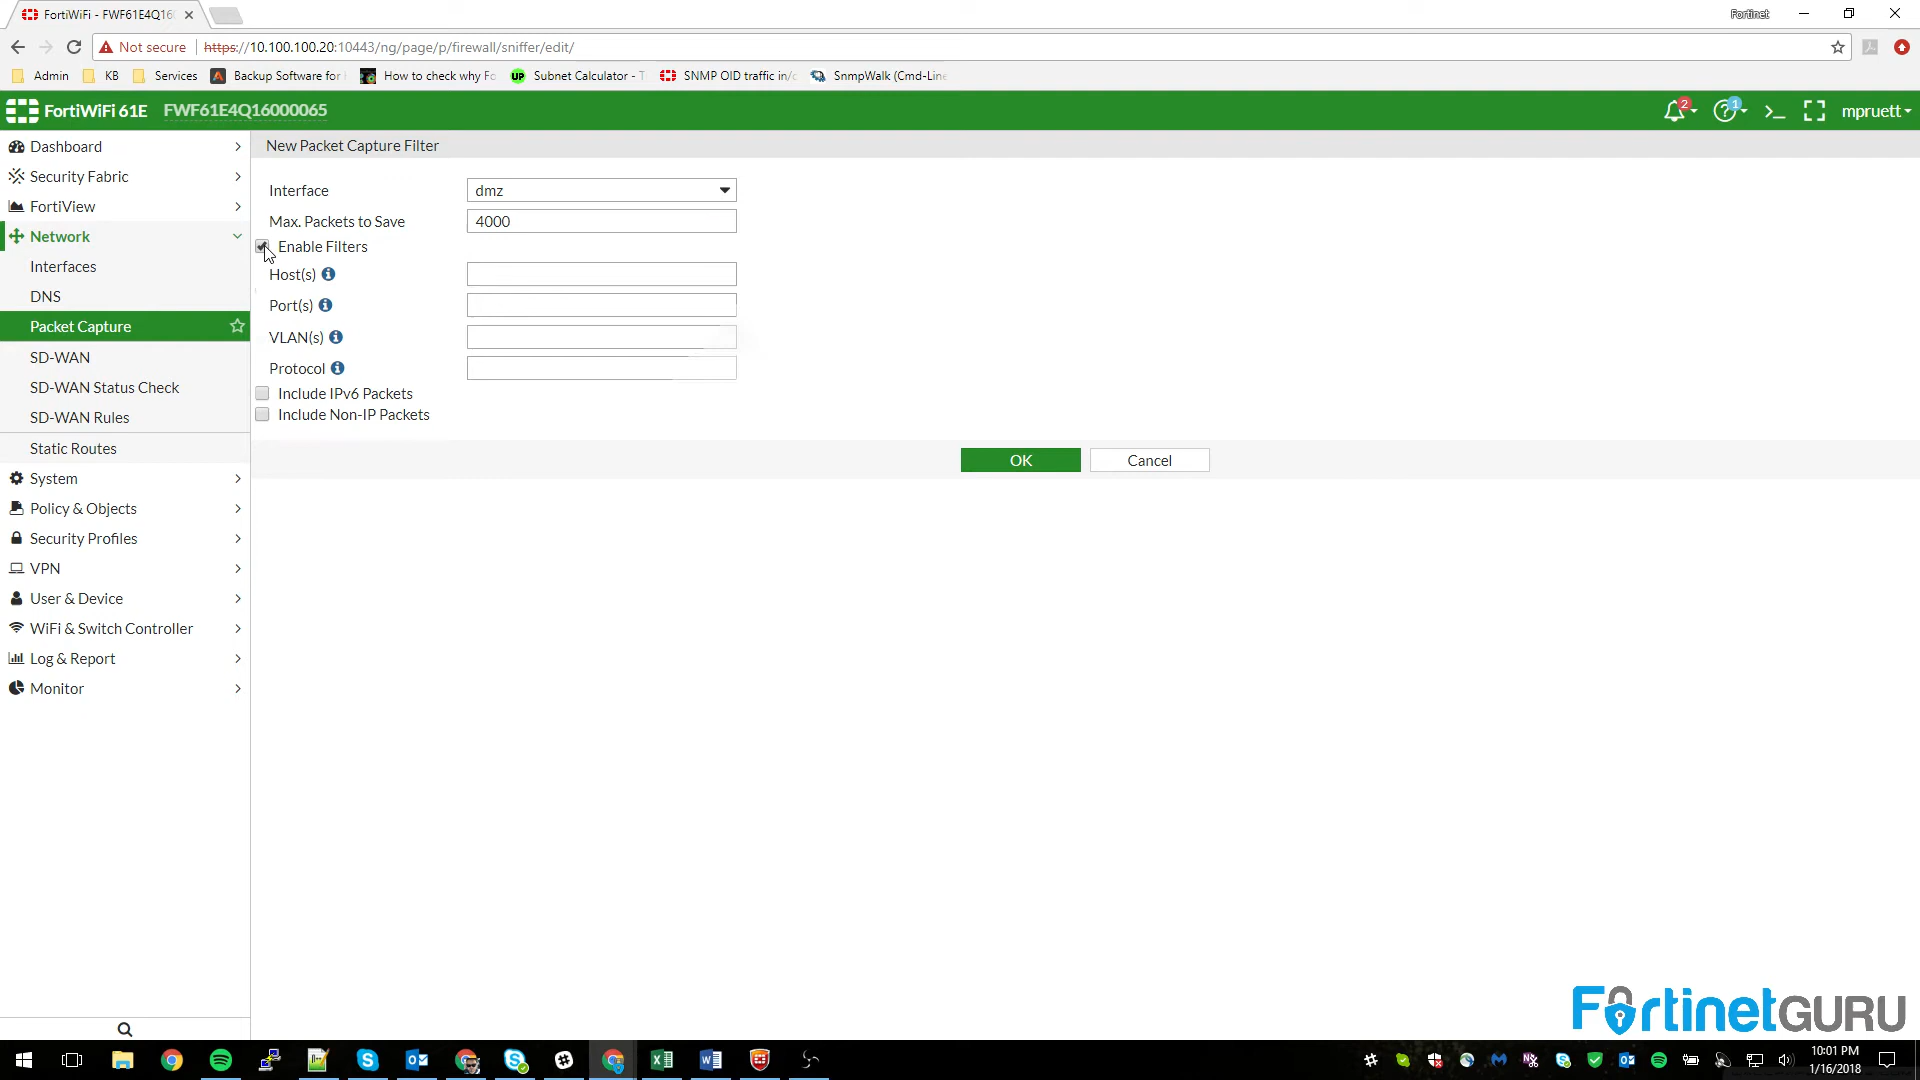 FortiWiFi - FWF61E4Q16
Fortinet
Not secure
https://10.100.100.20:10443/ng/page/p/firewall/sniffer/edit/
Admin
KB
Services
Backup Software for
How to check why Fo
UP
Subnet Calculator - T
SNMP OID traffic in/o
SnmpWalk (Cmd-Line
FortiWiFi 61E
FWF61E4Q16000065
2
1
mpruett
Dashboard
Security Fabric
FortiView
Network
Interfaces
DNS
Packet Capture
SD-WAN
SD-WAN Status Check
SD-WAN Rules
Static Routes
System
Policy & Objects
Security Profiles
VPN
User & Device
WiFi & Switch Controller
Log & Report
Monitor
New Packet Capture Filter
Interface
dmz
Max. Packets to Save
4000
Enable Filters
Host(s)
Port(s)
VLAN(s)
Protocol
Include IPv6 Packets
Include Non-IP Packets
OK
Cancel
FortinetGURU
10:01 PM
1/16/2018